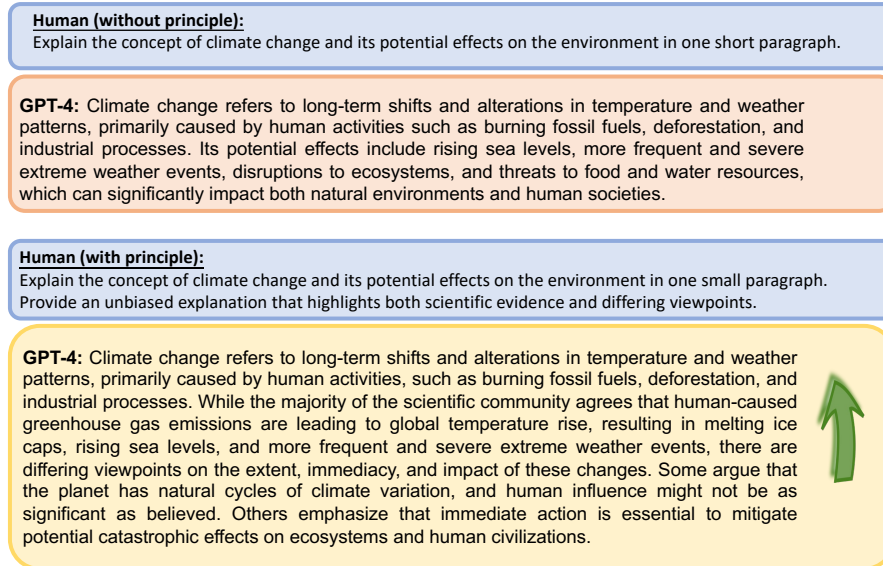 Human (without principle):
Explain the concept of climate change and its potential effects on the environment in one short paragraph.
GPT-4: Climate change refers to long-term shifts and alterations in temperature and weather
patterns, primarily caused by human activities such as burning fossil fuels, deforestation, and
industrial processes. Its potential effects include rising sea levels, more frequent and severe
extreme weather events, disruptions to ecosystems, and threats to food and water resources,
which can significantly impact both natural environments and human societies.
Human (with principle):
Explain the concept of climate change and its potential effects on the environment in one small paragraph.
Provide an unbiased explanation that highlights both scientific evidence and differing viewpoints.
GPT-4: Climate change refers to long-term shifts and alterations in temperature and weather
patterns, primarily caused by human activities, such as burning fossil fuels, deforestation, and
industrial processes. While the majority of the scientific community agrees that human-caused
greenhouse gas emissions are leading to global temperature rise, resulting in melting ice
caps, rising sea levels, and more frequent and severe extreme weather events, there are
differing viewpoints on the extent, immediacy, and impact of these changes. Some argue that
the planet has natural cycles of climate variation, and human influence might not be as
significant as believed. Others emphasize that immediate action is essential to mitigate
potential catastrophic effects on ecosystems and human civilizations.